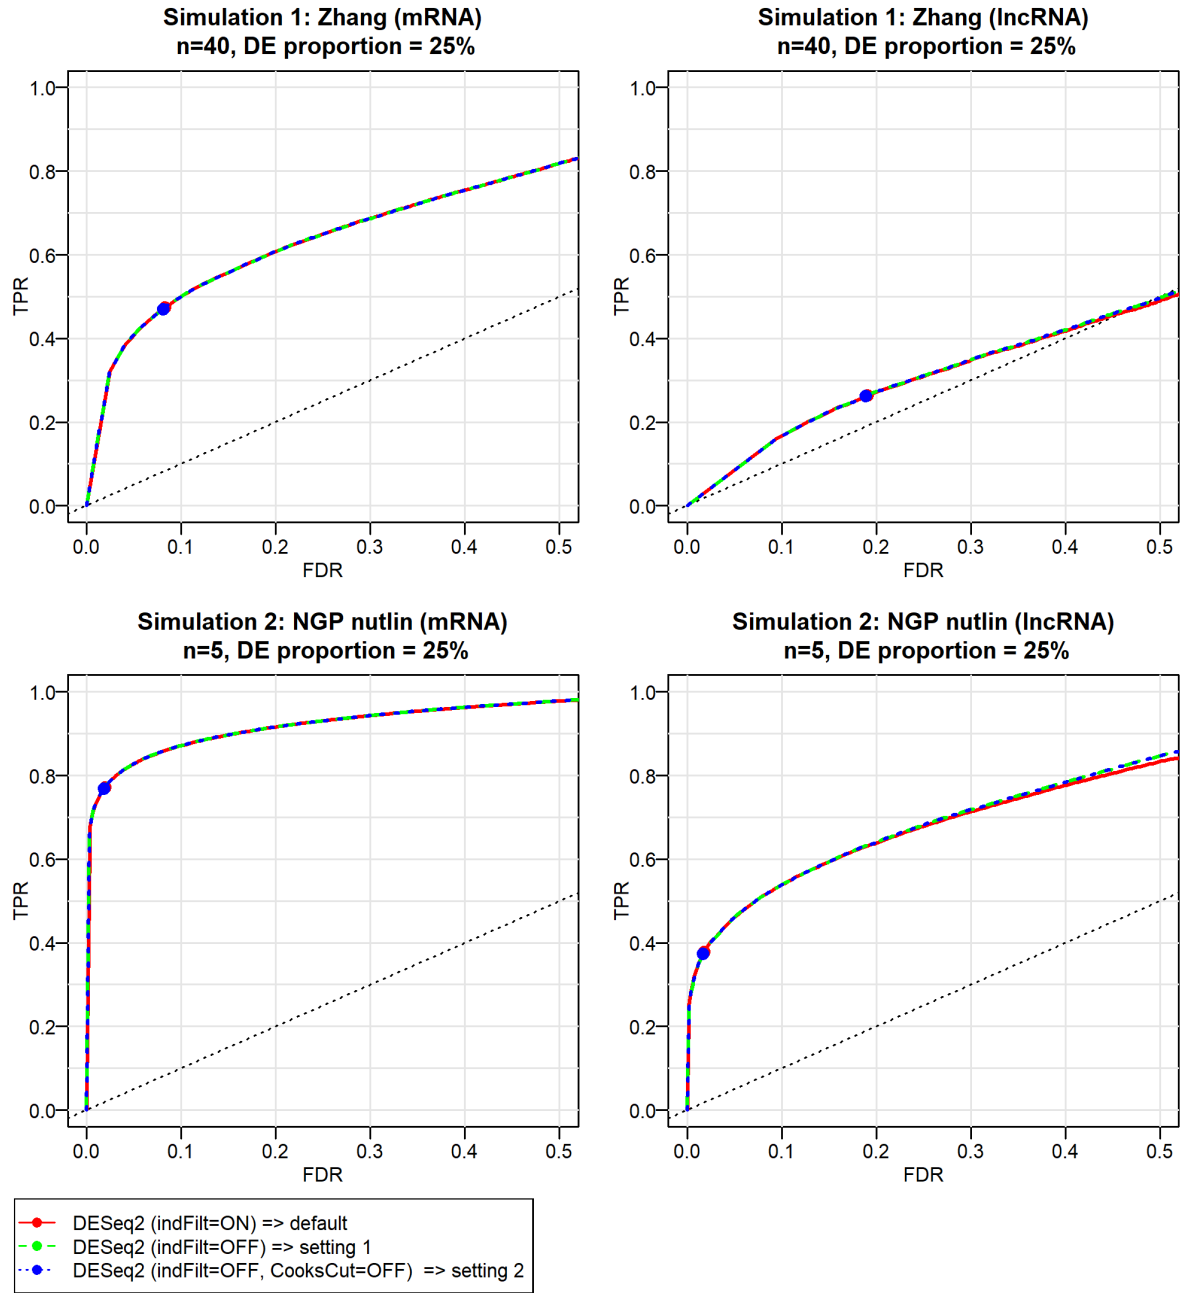 Simulation 1: Zhang (mRNA)
n=40, DE proportion = 25%
1.0
0.8
0.6
0.4
0.2
0.0
TPR
0.0 0.1 0.2 0.3 0.4 0.5
FDR
Simulation 1: Zhang (lncRNA)
n=40, DE proportion = 25%
1.0
0.8
0.6
0.4
0.2
0.0
TPR
0.0 0.1 0.2 0.3 0.4 0.5
FDR
Simulation 2: NGP nutlin (mRNA)
n=5, DE proportion = 25%
1.0
0.8
0.6
0.4
0.2
0.0
TPR
0.0 0.1 0.2 0.3 0.4 0.5
FDR
Simulation 2: NGP nutlin (lncRNA)
n=5, DE proportion = 25%
1.0
0.8
0.6
0.4
0.2
0.0
TPR
0.0 0.1 0.2 0.3 0.4 0.5
FDR
DESeq2 (indFilt=ON) => default
DESeq2 (indFilt=OFF) => setting 1
DESeq2 (indFilt=OFF, CooksCut=OFF) => setting 2